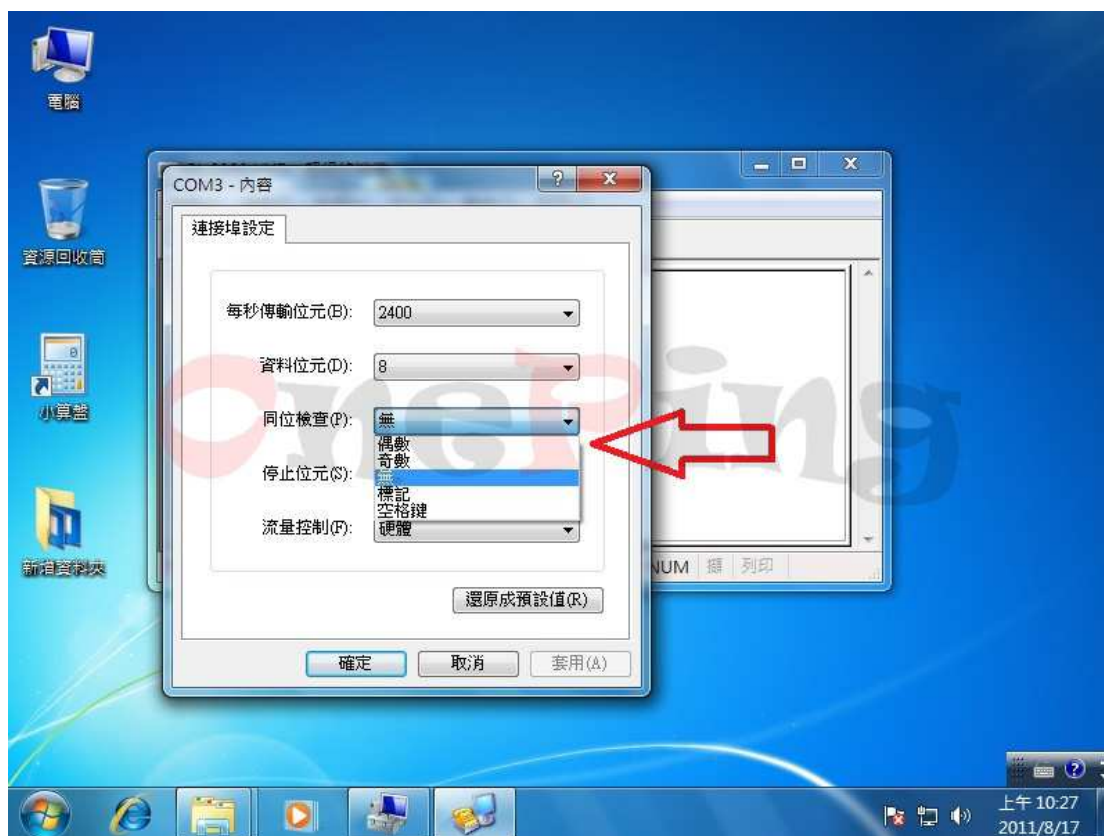 電腦
資源回收筒
小算盤
新增資料夾
COM3 - 內容
連接埠設定
每秒傳輸位元(B):
2400
資料位元(D):
8
同位檢查(P):
無
偶數
奇數
無
標記
空格鍵
停止位元(S):
流量控制(F):
硬體
還原成預設值(R)
確定
取消
套用(A)
NUM
擷
列印
OnePing
上午 10:27
2011/8/17